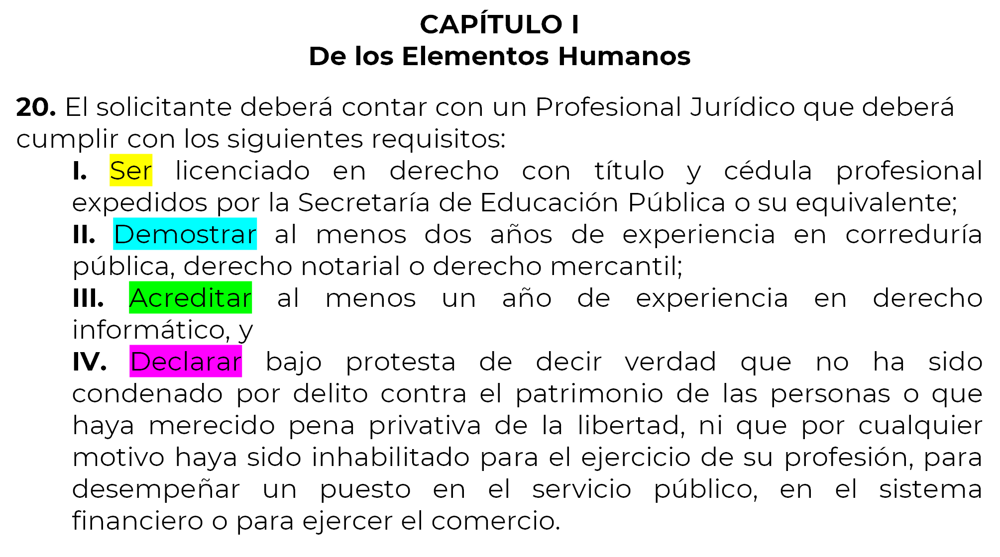 CAPÍTULO I
De los Elementos Humanos
20. El solicitante deberá contar con un Profesional Jurídico que deberá
cumplir con los siguientes requisitos:
I. Ser licenciado en derecho con título y cédula profesional
expedidos por la Secretaría de Educación Pública o su equivalente;
II. Demostrar al menos dos años de experiencia en correduría
pública, derecho notarial o derecho mercantil;
III. Acreditar al menos un año de experiencia en derecho
informático, y
IV. Declarar bajo protesta de decir verdad que no ha sido
condenado por delito contra el patrimonio de las personas o que
haya merecido pena privativa de la libertad, ni que por cualquier
motivo haya sido inhabilitado para el ejercicio de su profesión, para
desempeñar un puesto en el servicio público, en el sistema
financiero o para ejercer el comercio.